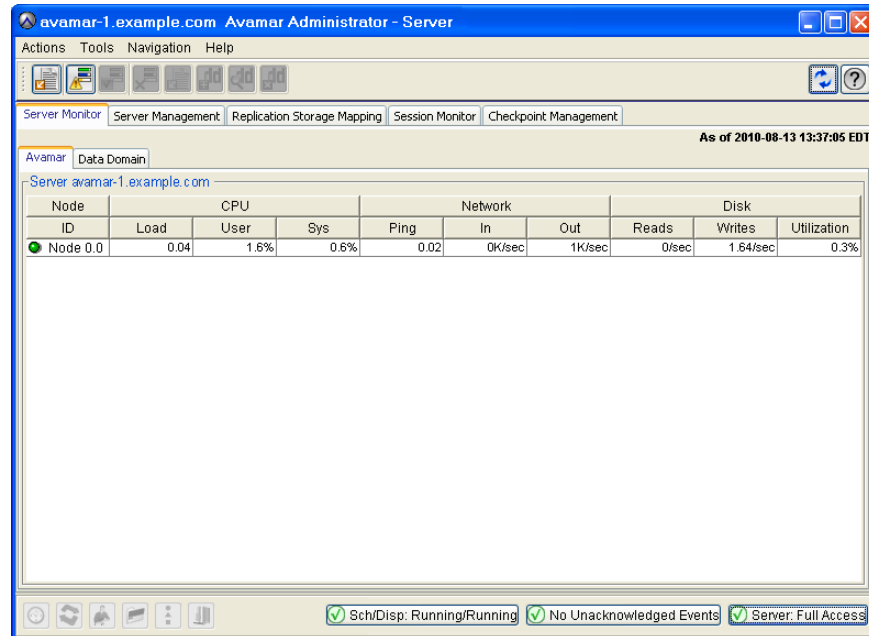 avamar-1.example.com Avamar Administrator - Server
Actions Tools Navigation Help
dd dd dd
Server Monitor Server Management Replication Storage Mapping Session Monitor Checkpoint Management
As of 2010-08-13 13:37:05 EDT
Avamar Data Domain
Server avamar-1.example.com
Node CPU Network Disk
ID Load User Sys Ping In Out Reads Writes Utilization
Node 0.0 0.04 1.6% 0.6% 0.02 0K/sec 1K/sec 0/sec 1.64/sec 0.3%
Sch/Disp: Running/Running No Unacknowledged Events Server: Full Access